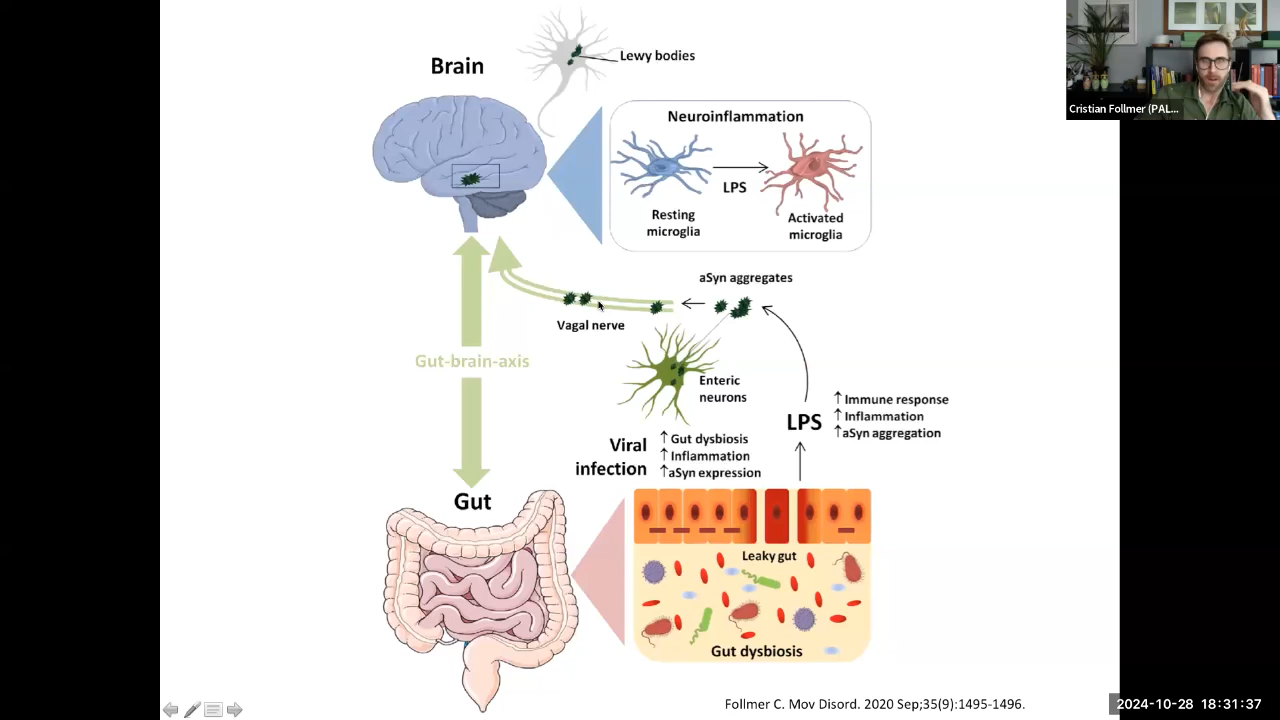 Brain
Lewy bodies
Cristian Follmer (PAL...
Neuroinflammation
LPS
Resting
microglia
Activated
microglia
aSyn aggregates
Vagal nerve
Gut-brain-axis
Enteric
neurons
LPS
↑ Immune response
↑ Inflammation
↑aSyn aggregation
Viral
infection
↑ Gut dysbiosis
↑ Inflammation
↑aSyn expression
Gut
Leaky gut
Gut dysbiosis
Follmer C. Mov Disord. 2020 Sep;35(9):1495-1496.
2024-10-28 18:31:37